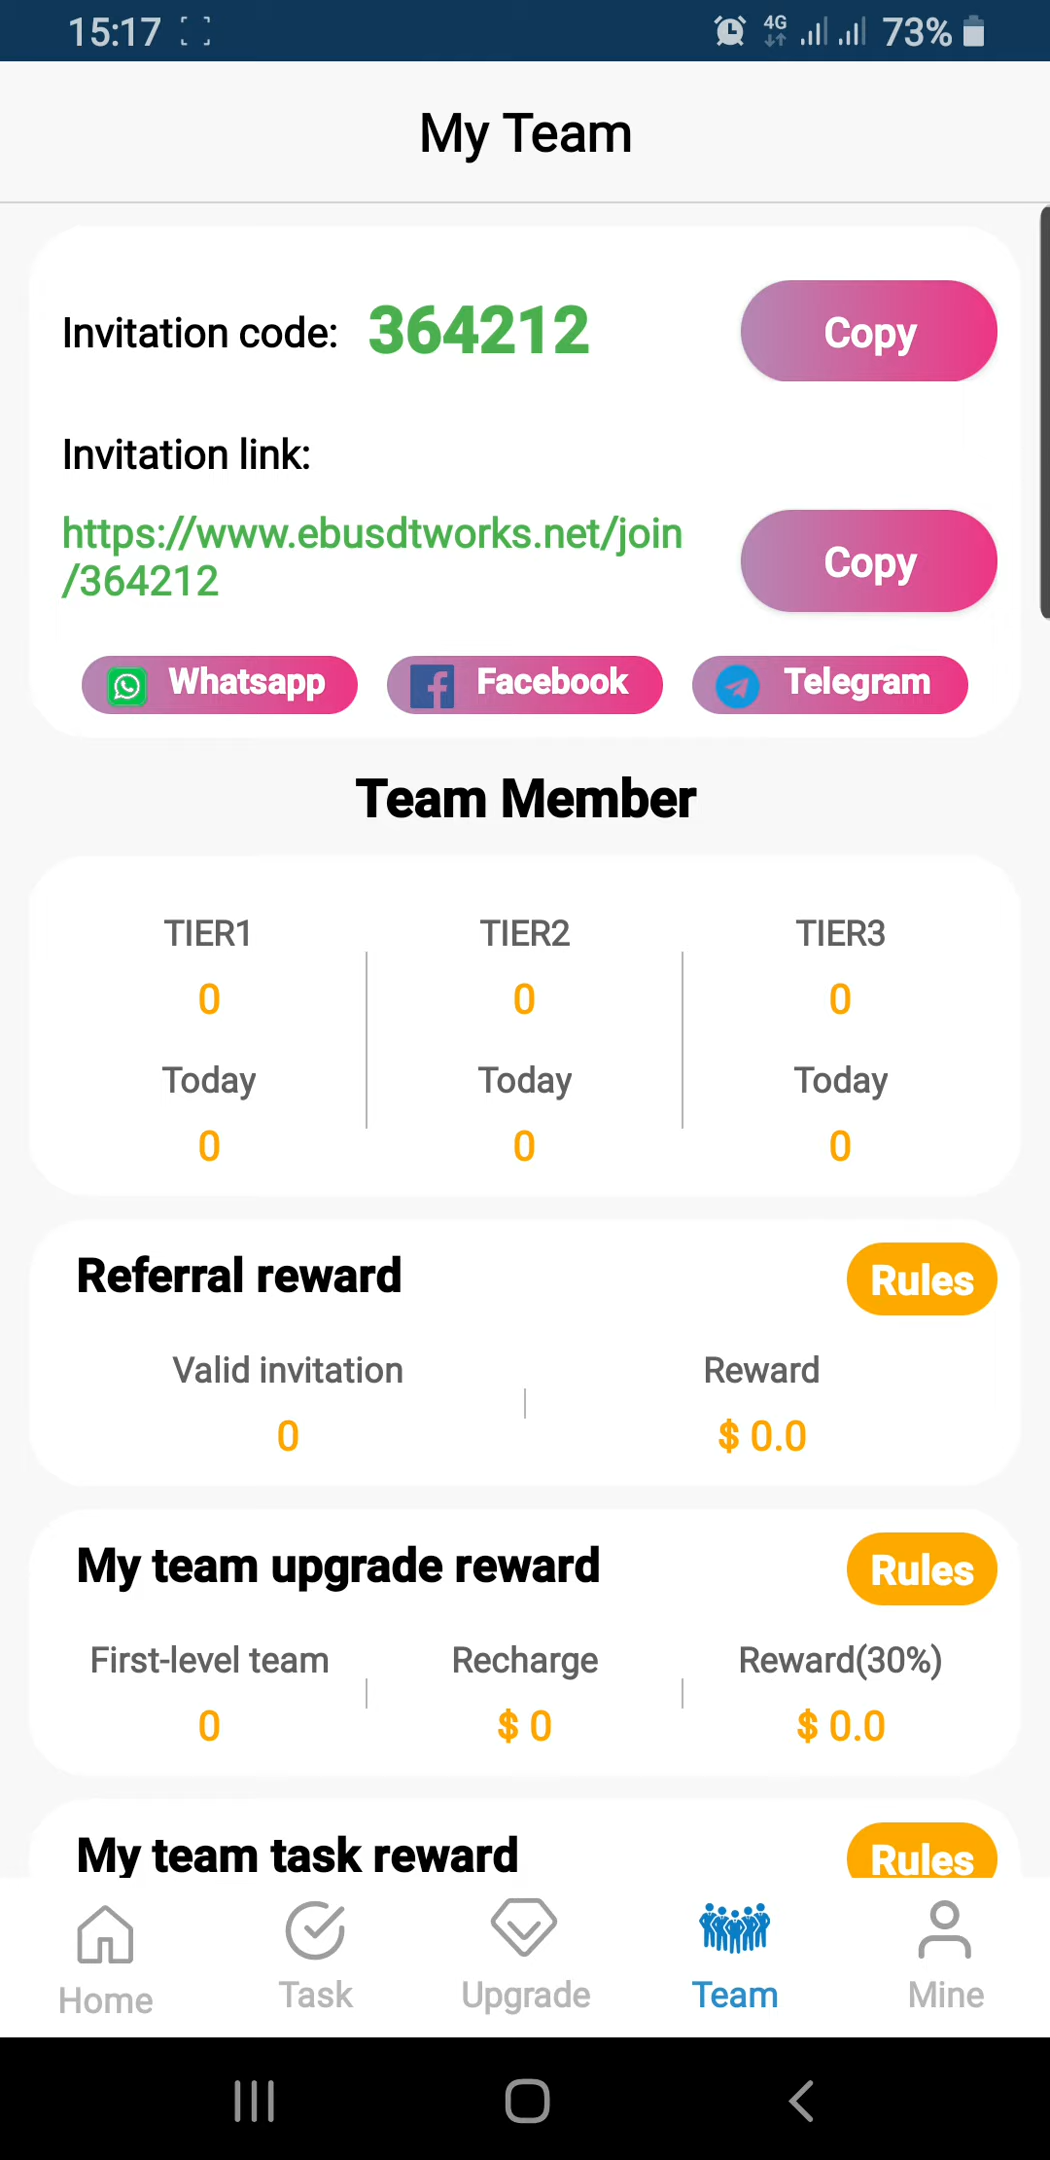 15:17 4G 73%
My Team
Invitation code: 364212 Copy
Invitation link:
https://www.ebusdtworks.net/join
/364212
Copy
Whatsapp Facebook Telegram
Team Member
TIER1 TIER2 TIER3
0 0 0
Today Today Today
0 0 0
Referral reward Rules
Valid invitation Reward
0 $ 0.0
My team upgrade reward Rules
First-level team Recharge Reward(30%)
0 $ 0 $ 0.0
My team task reward Rules
Home Task Upgrade Team Mine